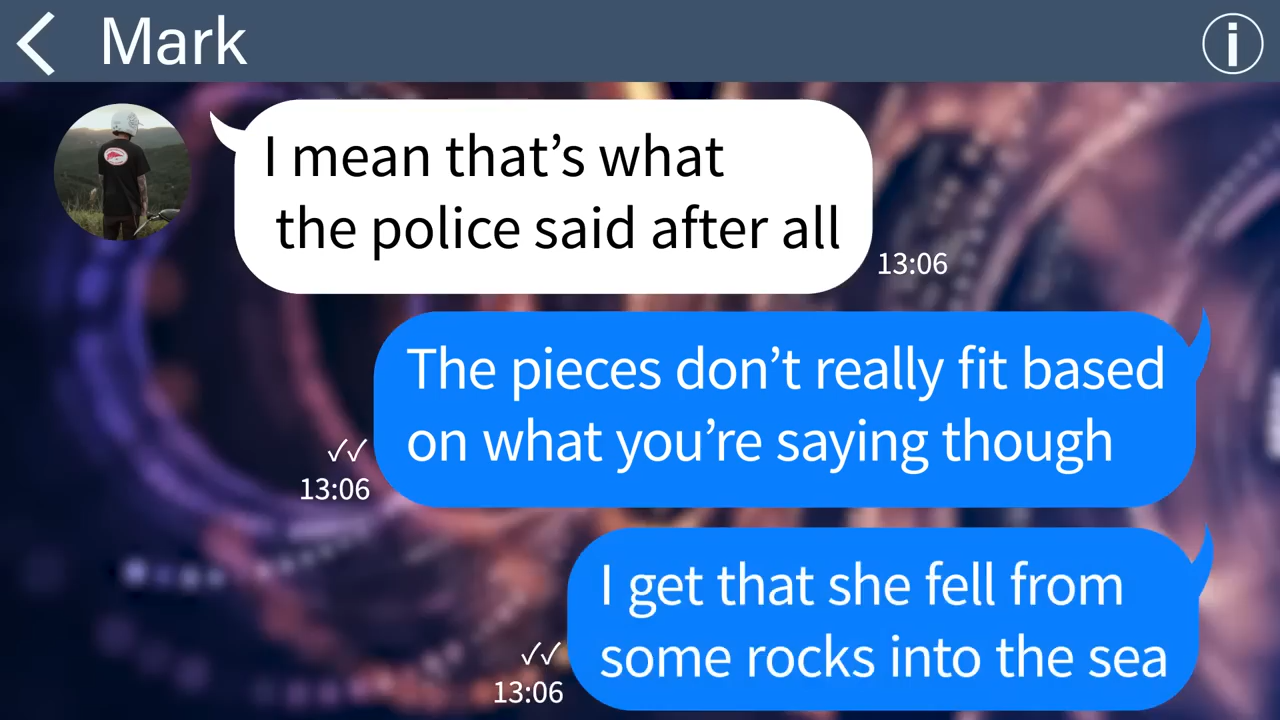 Mark
I mean that's what
the police said after all
13:06
The pieces don't really fit based
on what you're saying though
13:06
I get that she fell from
some rocks into the sea
13:06